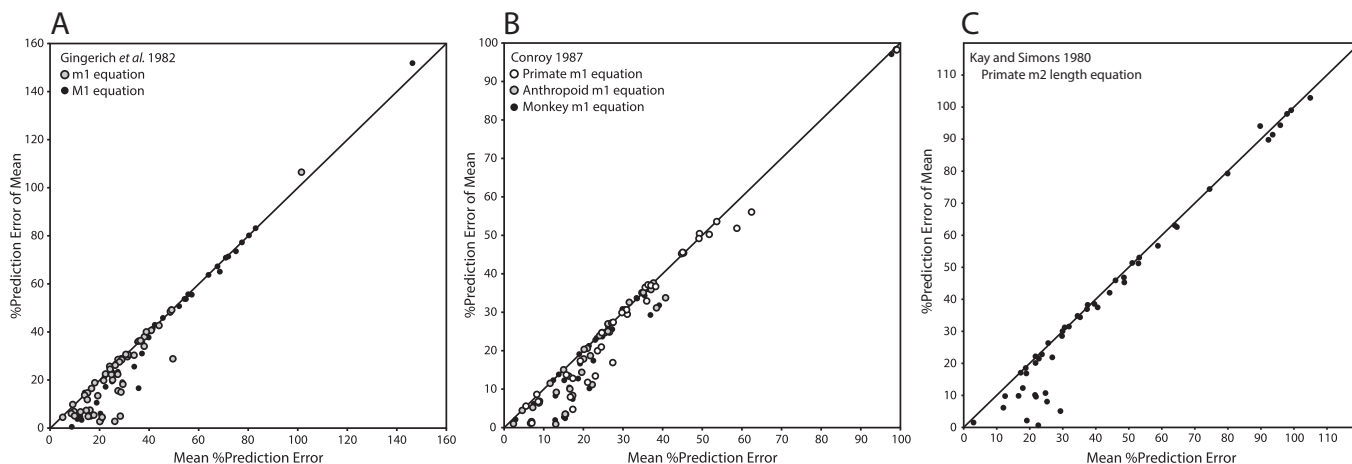 A
Gingerich et al. 1982
m1 equation
M1 equation
160
140
120
100
80
60
40
20
0
0 20 40 60 80 100 120 140 160
%Prediction Error of Mean
Mean %Prediction Error
B
Conroy 1987
Primate m1 equation
Anthropoid m1 equation
Monkey m1 equation
100
90
80
70
60
50
40
30
20
10
0
0 10 20 30 40 50 60 70 80 90 100
%Prediction Error of Mean
Mean %Prediction Error
C
Kay and Simons 1980
Primate m2 length equation
110
100
90
80
70
60
50
40
30
20
10
0
0 10 20 30 40 50 60 70 80 90 100 110
%Prediction Error of Mean
Mean %Prediction Error